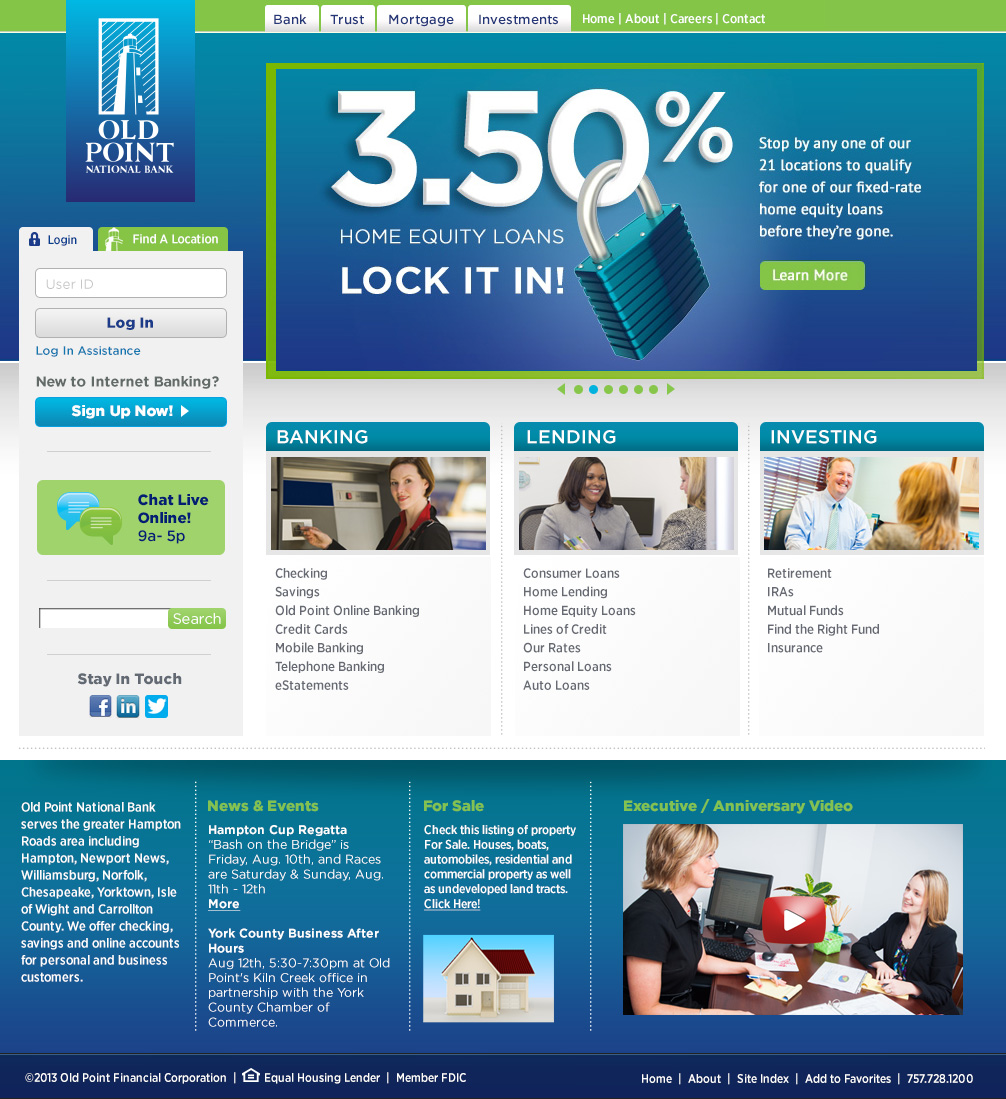 Bank
Trust
Mortgage
Investments
Home | About | Careers | Contact
OLD
POINT
NATIONAL BANK
3.50%
HOME EQUITY LOANS
LOCK IT IN!
Stop by any one of our
21 locations to qualify
for one of our fixed-rate
home equity loans
before they're gone.
Learn More
Login
Find A Location
User ID
Log In
Log In Assistance
New to Internet Banking?
Sign Up Now!
Chat Live
Online!
9a- 5p
Search
Stay In Touch
f
in
BANKING
Checking
Savings
Old Point Online Banking
Credit Cards
Mobile Banking
Telephone Banking
eStatements
LENDING
Consumer Loans
Home Lending
Home Equity Loans
Lines of Credit
Our Rates
Personal Loans
Auto Loans
INVESTING
Retirement
IRAs
Mutual Funds
Find the Right Fund
Insurance
Old Point National Bank
serves the greater Hampton
Roads area including
Hampton, Newport News,
Williamsburg, Norfolk,
Chesapeake, Yorktown, Isle
of Wight and Carrollton
County. We offer checking,
savings and online accounts
for personal and business
customers.
News & Events
Hampton Cup Regatta
"Bash on the Bridge" is
Friday, Aug. 10th, and Races
are Saturday & Sunday, Aug.
11th - 12th
More
York County Business After
Hours
Aug 12th, 5:30-7:30pm at Old
Point's Kiln Creek office in
partnership with the York
County Chamber of
Commerce.
For Sale
Check this listing of property
For Sale. Houses, boats,
automobiles, residential and
commercial property as well
as undeveloped land tracts.
Click Here!
Executive / Anniversary Video
©2013 Old Point Financial Corporation | Equal Housing Lender | Member FDIC
Home | About | Site Index | Add to Favorites | 757.728.1200